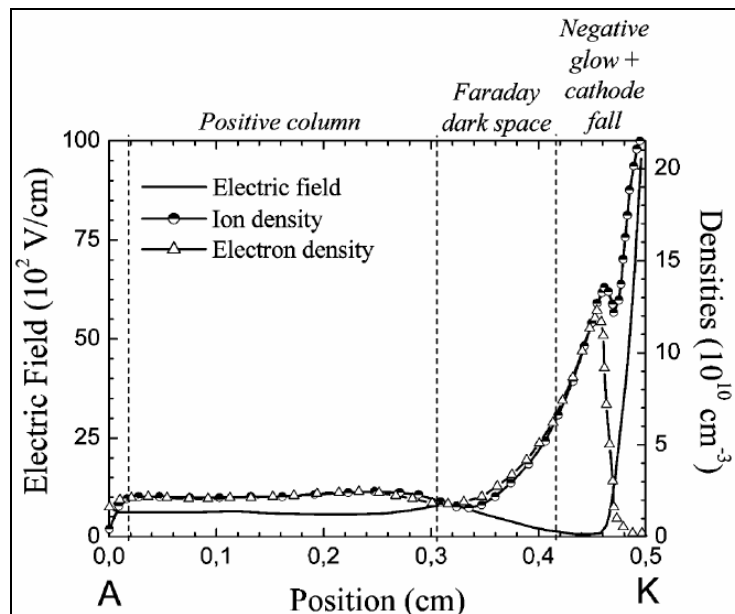 Negative
glow +
cathode
fall
Faraday
dark space
Positive column
100
75
50
25
0
Electric Field (10² V/cm)
Electric field
Ion density
Electron density
20
15
10
5
0
Densities (10¹⁰ cm⁻³)
0,0 0,1 0,2 0,3 0,4 0,5
A Position (cm) K